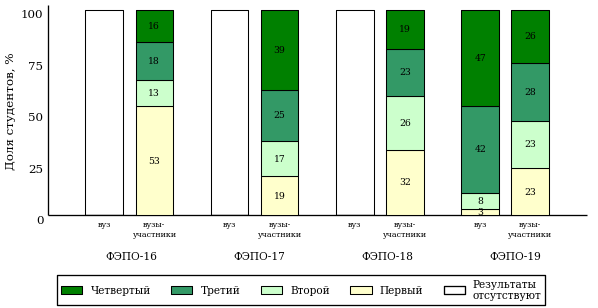 Доля студентов, %
100
75
50
25
0
16
18
13
53
39
25
17
19
19
23
26
32
47
42
8
3
26
28
23
23
вуз
вузы-
участники
вуз
вузы-
участники
вуз
вузы-
участники
вуз
вузы-
участники
ФЭПО-16
ФЭПО-17
ФЭПО-18
ФЭПО-19
Четвертый
Третий
Второй
Первый
Результаты
отсутствуют